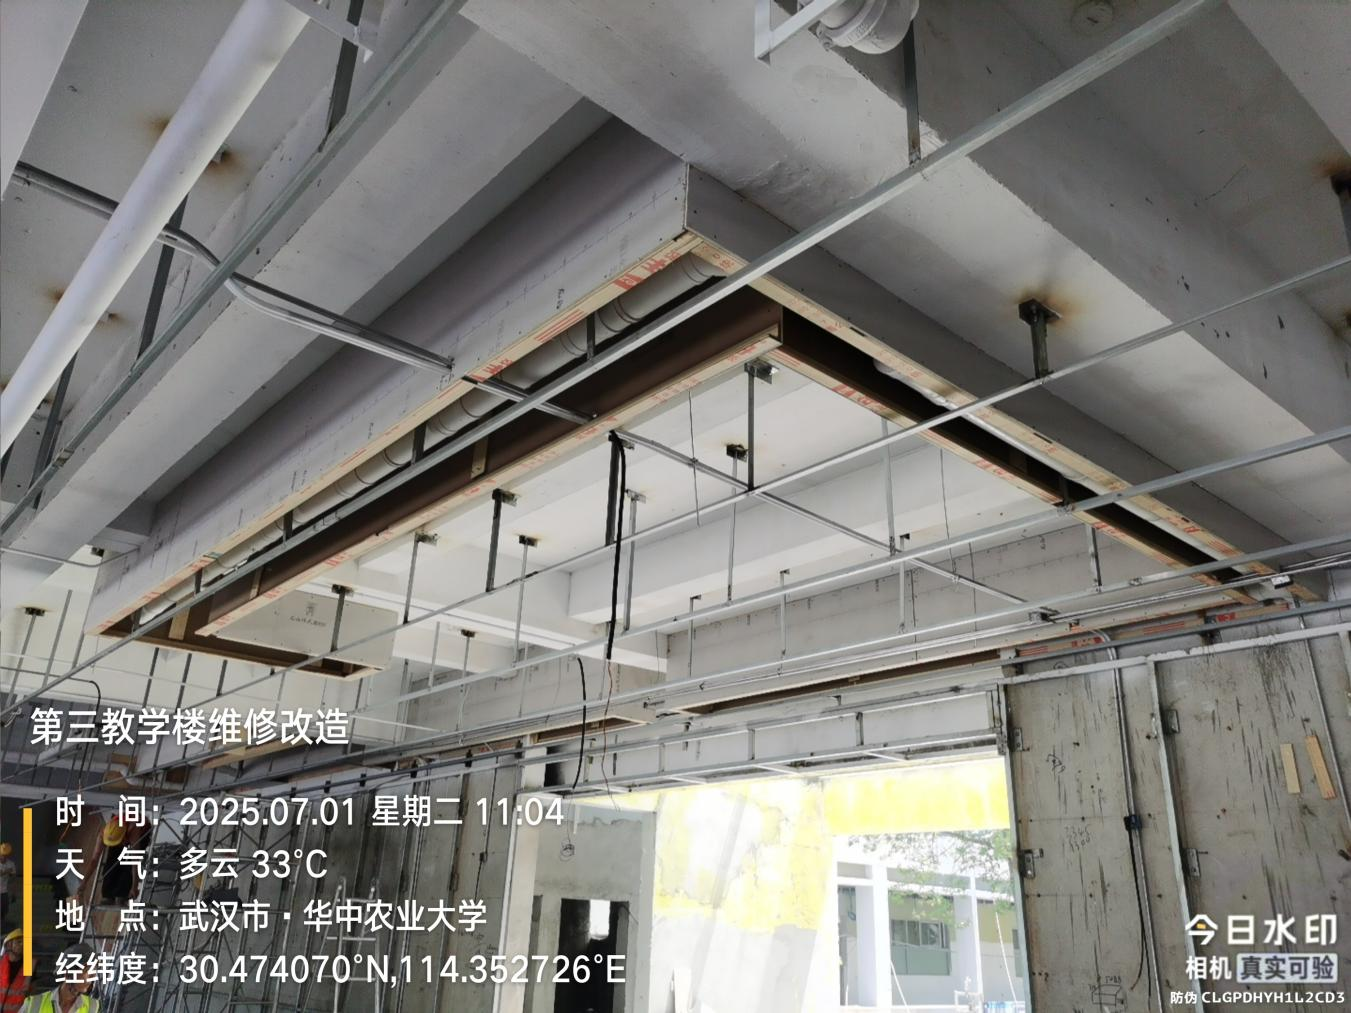 第三教学楼维修改造
时 间：2025.07.01 星期二 11:04
天 气：多云 33°C
地 点：武汉市·华中农业大学
经纬度：30.474070°N,114.352726°E
今日水印
相机 真实可验
防伪 CLGPDHYH1L2CD3